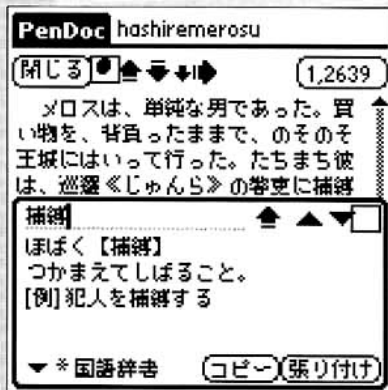 PenDoc hashiremerosu
閉じる 1,2639
メロスは、単純な男であった。買
い物を、背負ったままで、のそのそ
王城にはいって行った。たちまち彼
は、巡邏《じゅんら》の警吏に捕縛
捕縛
ほばく【捕縛】
つかまえてしばること。
[例]犯人を捕縛する
*国語辞書 コピー 張り付け